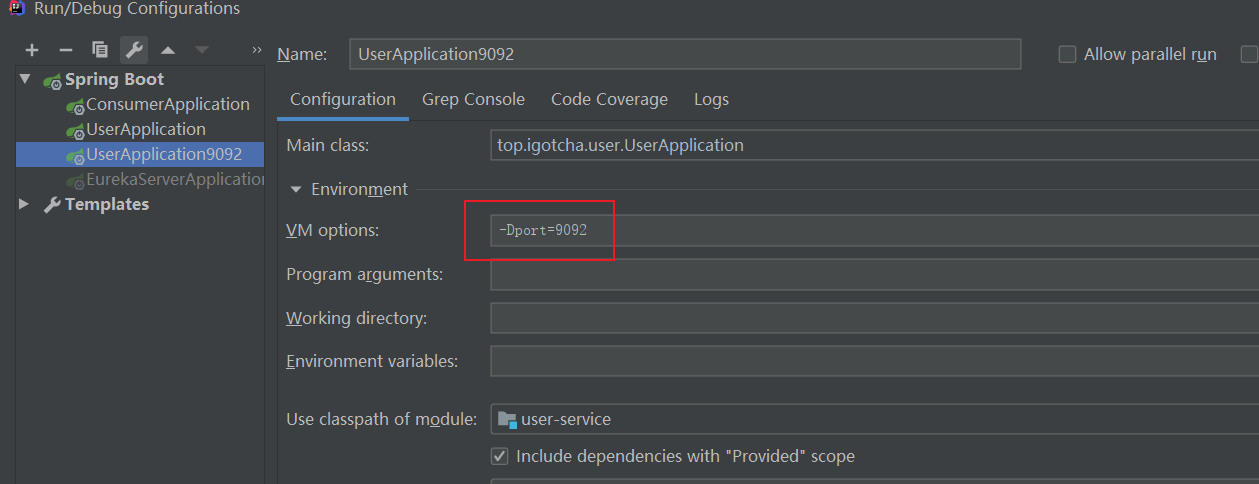 Run/Debug Configurations
»
Name: UserApplication9092 Allow parallel run
Spring Boot
ConsumerApplication
UserApplication
UserApplication9092
EurekaServerApplication
Templates
Configuration Grep Console Code Coverage Logs
Main class: top.igotcha.user.UserApplication
Environment
VM options: -Dport=9092
Program arguments:
Working directory:
Environment variables:
Use classpath of module: user-service
Include dependencies with "Provided" scope